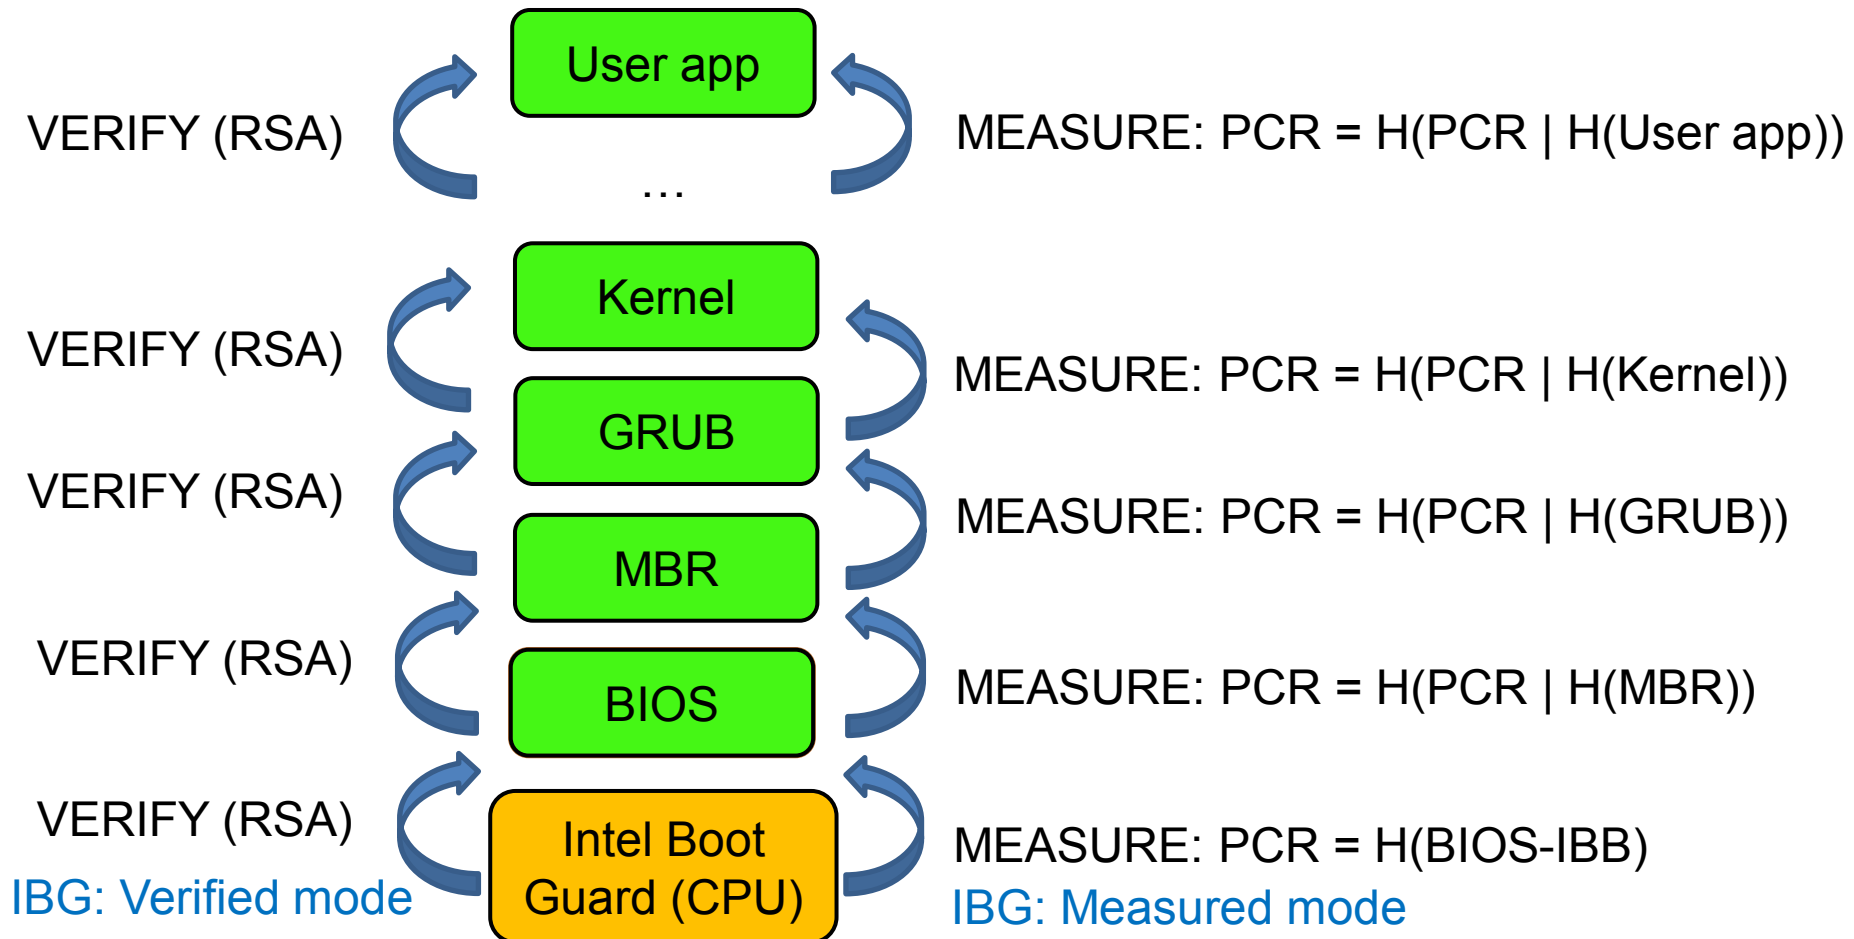 User app
VERIFY (RSA)
MEASURE: PCR = H(PCR | H(User app))
...
Kernel
VERIFY (RSA)
MEASURE: PCR = H(PCR | H(Kernel))
GRUB
VERIFY (RSA)
MEASURE: PCR = H(PCR | H(GRUB))
MBR
VERIFY (RSA)
MEASURE: PCR = H(PCR | H(MBR))
BIOS
VERIFY (RSA)
Intel Boot
Guard (CPU)
MEASURE: PCR = H(BIOS-IBB)
IBG: Verified mode
IBG: Measured mode